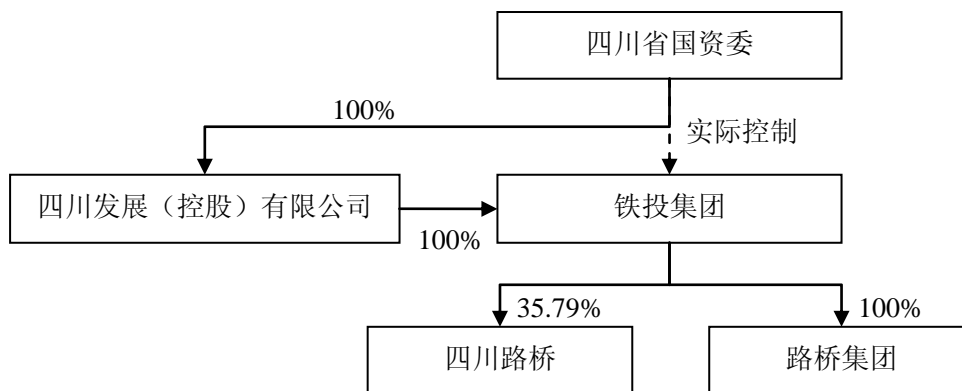 四川省国资委
100%
实际控制
四川发展（控股）有限公司
铁投集团
100%
35.79%
100%
四川路桥
路桥集团